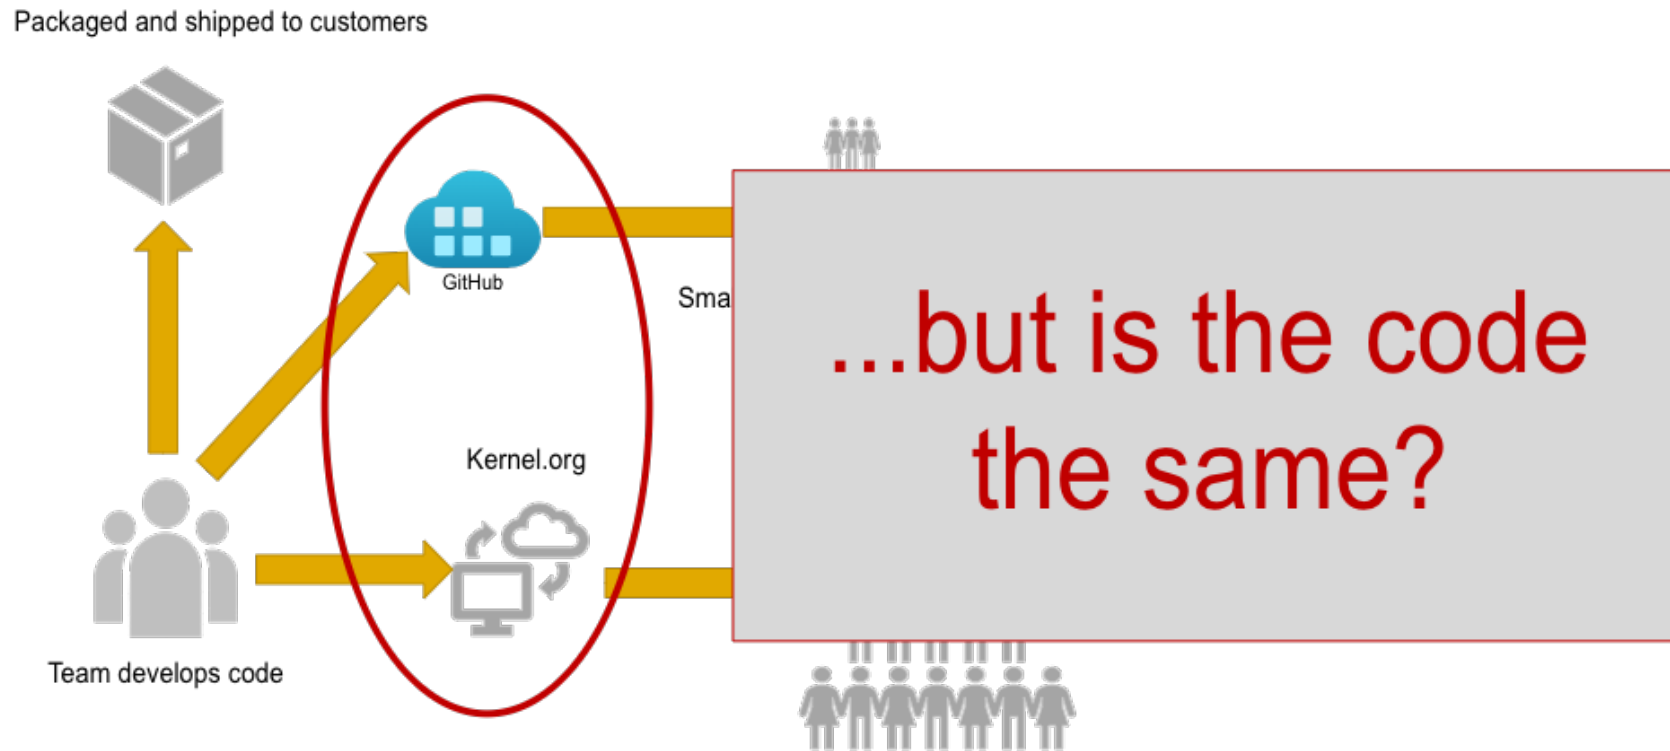 Packaged and shipped to customers
GitHub
Sma
...but is the code
the same?
Kernel.org
Team develops code